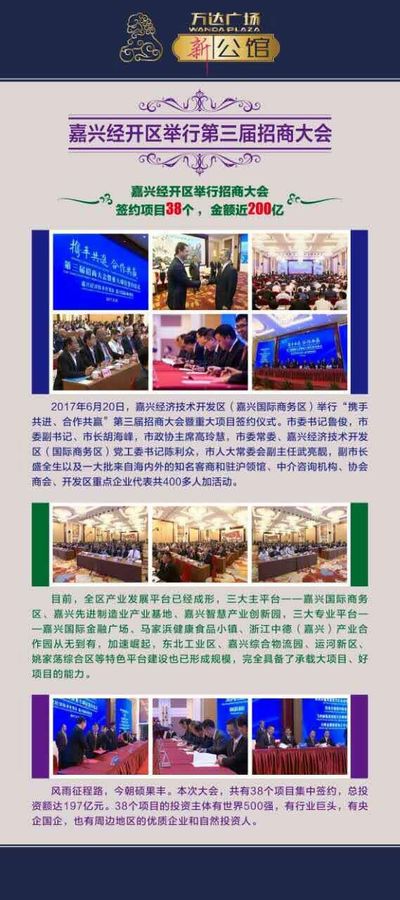 万达广场
WANDA PLAZA
新公馆
嘉兴经开区举行第三届招商大会
嘉兴经开区举行招商大会
签约项目38个，金额近200亿
携手共进 合作共赢
第三届招商大会暨重大项目签约仪式
2017年6月20日，嘉兴经济技术开发区（嘉兴国际商务区）举行“携手
共进、合作共赢”第三届招商大会暨重大项目签约仪式。市委书记鲁俊，市
委副书记、市长胡海峰，市政协主席高玲慧，市委常委、嘉兴经济技术开发
区（国际商务区）党工委书记陈利众，市人大常委会副主任武亮靓，副市长
盛全生以及一大批来自海内外的知名客商和驻沪领馆、中介咨询机构、协会
商会、开发区重点企业代表共400多人加活动。
目前，全区产业发展平台已经成形，三大主平台——嘉兴国际商务
区、嘉兴先进制造业产业基地、嘉兴智慧产业创新园，三大专业平台—
—嘉兴国际金融广场、马家浜健康食品小镇、浙江中德（嘉兴）产业合
作园从无到有，加速崛起，东北工业区、嘉兴综合物流园、运河新区、
姚家荡综合区等特色平台建设也已形成规模，完全具备了承载大项目、好
项目的能力。
风雨征程路，今朝硕果丰。本次大会，共有38个项目集中签约，总投
资额达197亿元。38个项目的投资主体有世界500强，有行业巨头，有央
企国企，也有周边地区的优质企业和自然投资人。